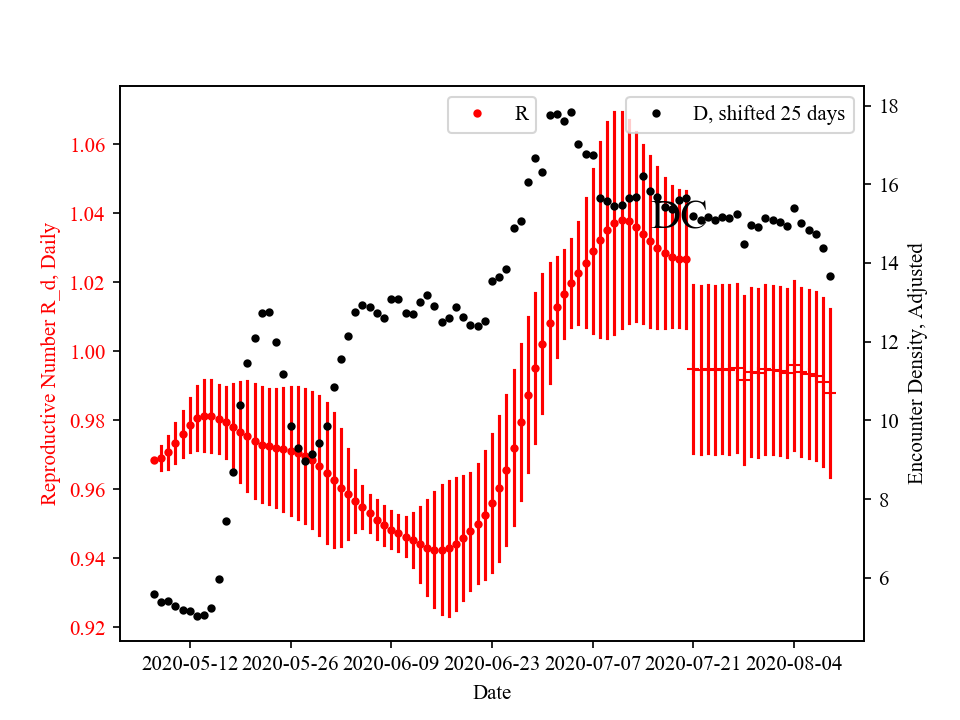 R
D, shifted 25 days
DC
Reproductive Number R_d, Daily
1.06
1.04
1.02
1.00
0.98
0.96
0.94
0.92
18
16
14
12
10
8
6
Encounter Density, Adjusted
2020-05-12 2020-05-26 2020-06-09 2020-06-23 2020-07-07 2020-07-21 2020-08-04
Date